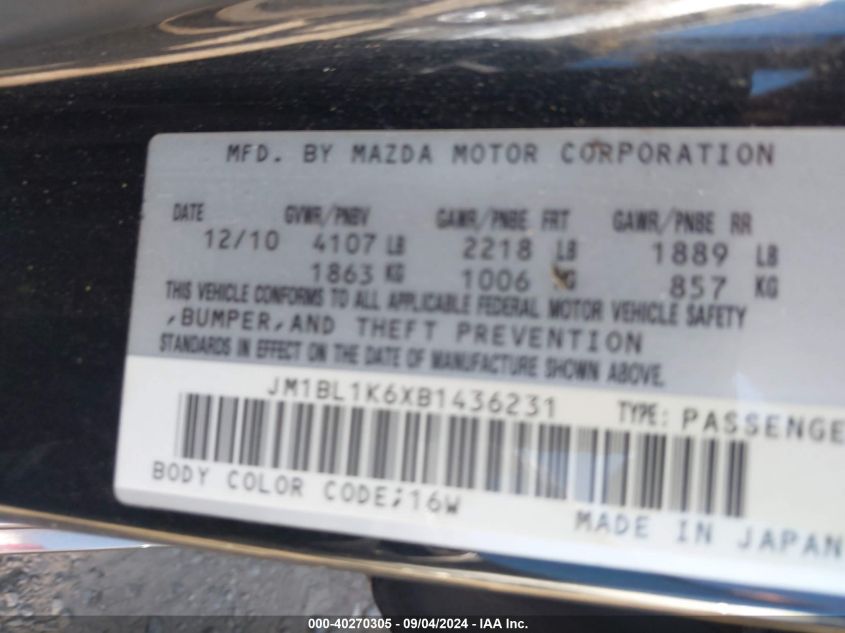 MFD. BY MAZDA MOTOR CORPORATION
DATE GVWR/PNBV GAWR/PNBE FRT GAWR/PNBE RR
12/10 4107 LB 2218 LB 1889 LB
1863 KG 1006 KG 857 KG
THIS VEHICLE CONFORMS TO ALL APPLICABLE FEDERAL MOTOR VEHICLE SAFETY
,BUMPER,AND THEFT PREVENTION
STANDARDS IN EFFECT ON THE DATE OF MANUFACTURE SHOWN ABOVE.
JM1BL1K6XB1436231 TYPE: PASSENGE
BODY COLOR CODE;16W
MADE IN JAPAN
000-40270305 - 09/04/2024 - IAA Inc.